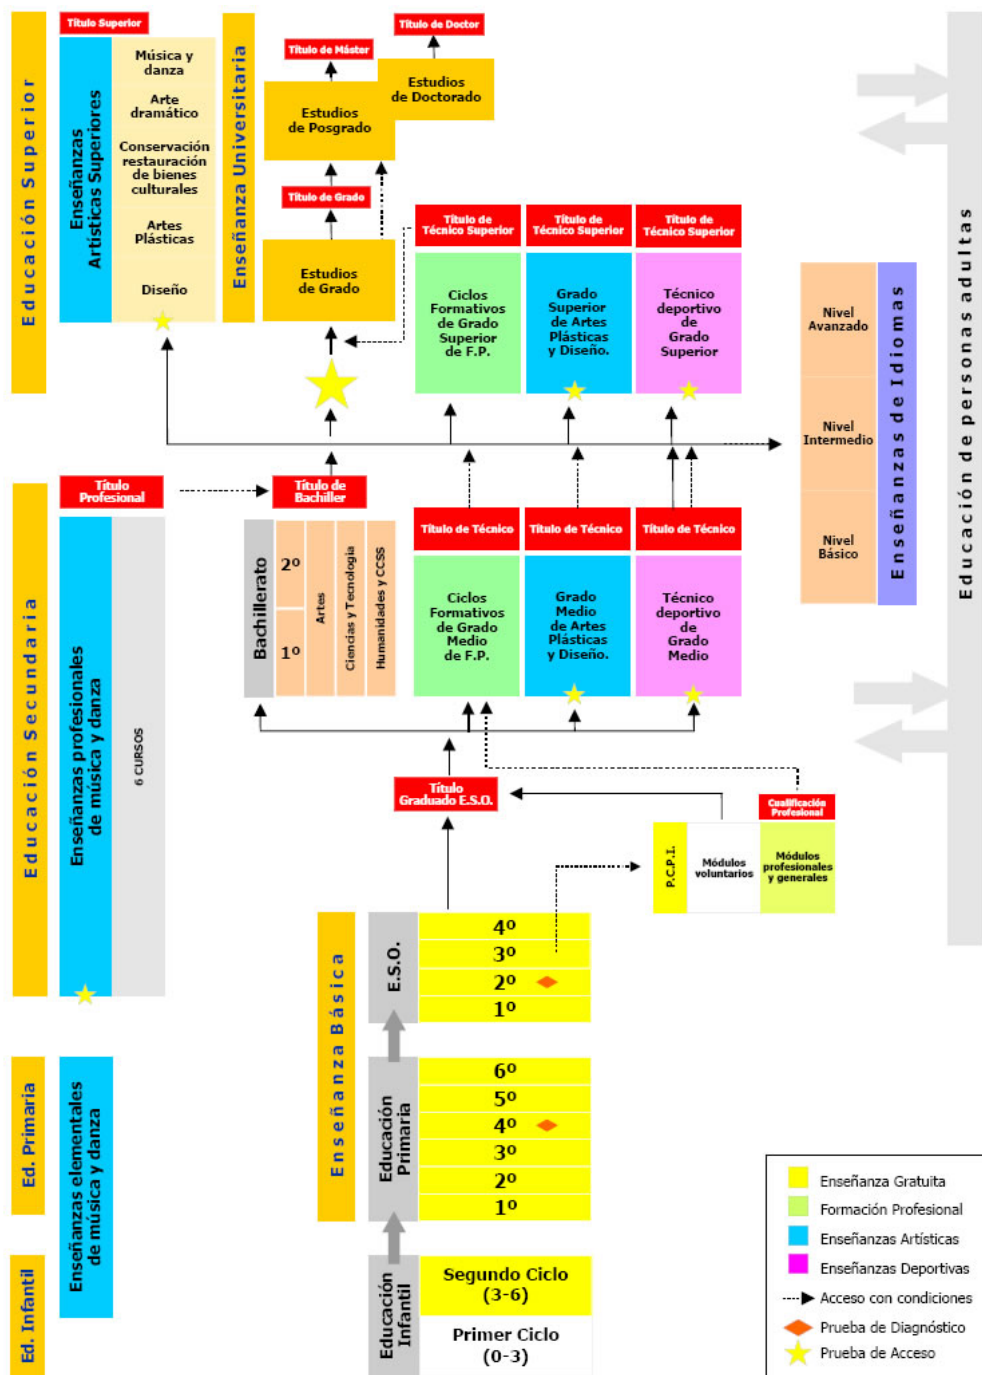 Educación Superior
Título Superior
Enseñanzas
Artísticas Superiores
Música y
danza
Arte
dramático
Conservación
restauración
de bienes
culturales
Artes
Plásticas
Diseño
Enseñanza Universitaria
Título de Doctor
Título de Máster
Estudios
de Doctorado
Estudios
de Posgrado
Título de Grado
Estudios
de Grado
Título de
Técnico Superior
Título de
Técnico Superior
Título de
Técnico Superior
Ciclos
Formativos
de Grado
Superior
de F.P.
Grado
Superior
de Artes
Plásticas
y Diseño.
Técnico
deportivo
de
Grado
Superior
Nivel
Avanzado
Nivel
Intermedio
Nivel
Básico
Enseñanzas de Idiomas
Educación de personas adultas
Educación Secundaria
Título
Profesional
Enseñanzas profesionales
de música y danza
6 CURSOS
Título de
Bachiller
Bachillerato
2º
1º
Artes
Ciencias y Tecnología
Humanidades y CCSS
Título de Técnico
Título de Técnico
Título de Técnico
Ciclos
Formativos
de Grado
Medio
de F.P.
Grado
Medio
de Artes
Plásticas
y Diseño.
Técnico
deportivo
de
Grado
Medio
Título
Graduado E.S.O.
Cualificación
Profesional
P.C.P.I.
Módulos
voluntarios
Módulos
profesionales
y generales
Enseñanza Básica
E.S.O.
4º
3º
2º
1º
Educación
Primaria
6º
5º
4º
3º
2º
1º
Ed. Primaria
Enseñanzas elementales
de música y danza
Ed. Infantil
Educación
Infantil
Segundo Ciclo
(3-6)
Primer Ciclo
(0-3)
Enseñanza Gratuita
Formación Profesional
Enseñanzas Artísticas
Enseñanzas Deportivas
Acceso con condiciones
Prueba de Diagnóstico
Prueba de Acceso